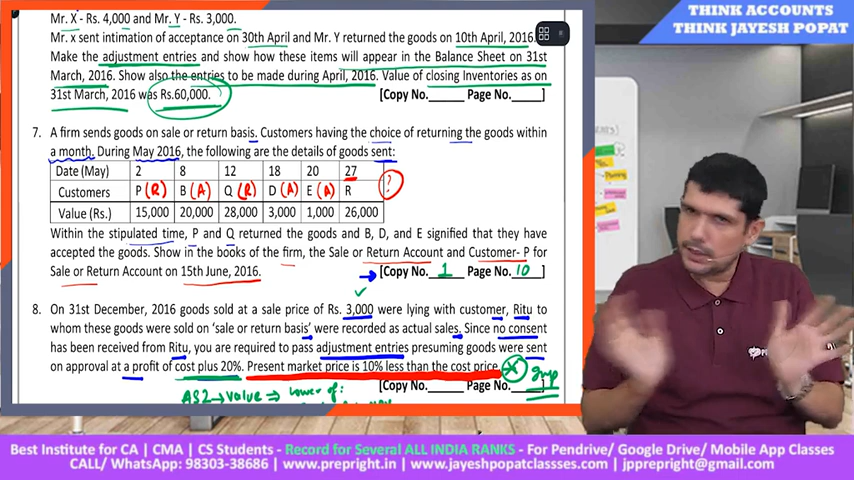 THINK ACCOUNTS
THINK JAYESH POPAT
Mr. X - Rs. 4,000 and Mr. Y - Rs. 3,000.
Mr. x sent intimation of acceptance on 30th April and Mr. Y returned the goods on 10th April, 2016.
Make the adjustment entries and show how these items will appear in the Balance Sheet on 31st
March, 2016. Show also the entries to be made during April, 2016. Value of closing Inventories as on
31st March, 2016 was Rs.60,000. [Copy No.____ Page No.____]
7. A firm sends goods on sale or return basis. Customers having the choice of returning the goods within
a month. During May 2016, the following are the details of goods sent:
Date (May) 2 8 12 18 20 27
Customers P (R) B (A) Q (R) D (A) E (A) R ?
Value (Rs.) 15,000 20,000 28,000 3,000 1,000 26,000
Within the stipulated time, P and Q returned the goods and B, D, and E signified that they have
accepted the goods. Show in the books of the firm, the Sale or Return Account and Customer- P for
Sale or Return Account on 15th June, 2016. [Copy No. 1 Page No. 10 ]
8. On 31st December, 2016 goods sold at a sale price of Rs. 3,000 were lying with customer, Ritu to
whom these goods were sold on 'sale or return basis' were recorded as actual sales. Since no consent
has been received from Ritu, you are required to pass adjustment entries presuming goods were sent
on approval at a profit of cost plus 20%. Present market price is 10% less than the cost price.
[Copy No.____ Page No.____]
AS2 → Value ⇒ Lower of:
Best Institute for CA | CMA | CS Students - Record for Several ALL INDIA RANKS - For Pendrive/ Google Drive/ Mobile App Classes
CALL/ WhatsApp: 98303-38686 | www.prepright.in | www.jayeshpopatclassses.com | jpprepright@gmail.com